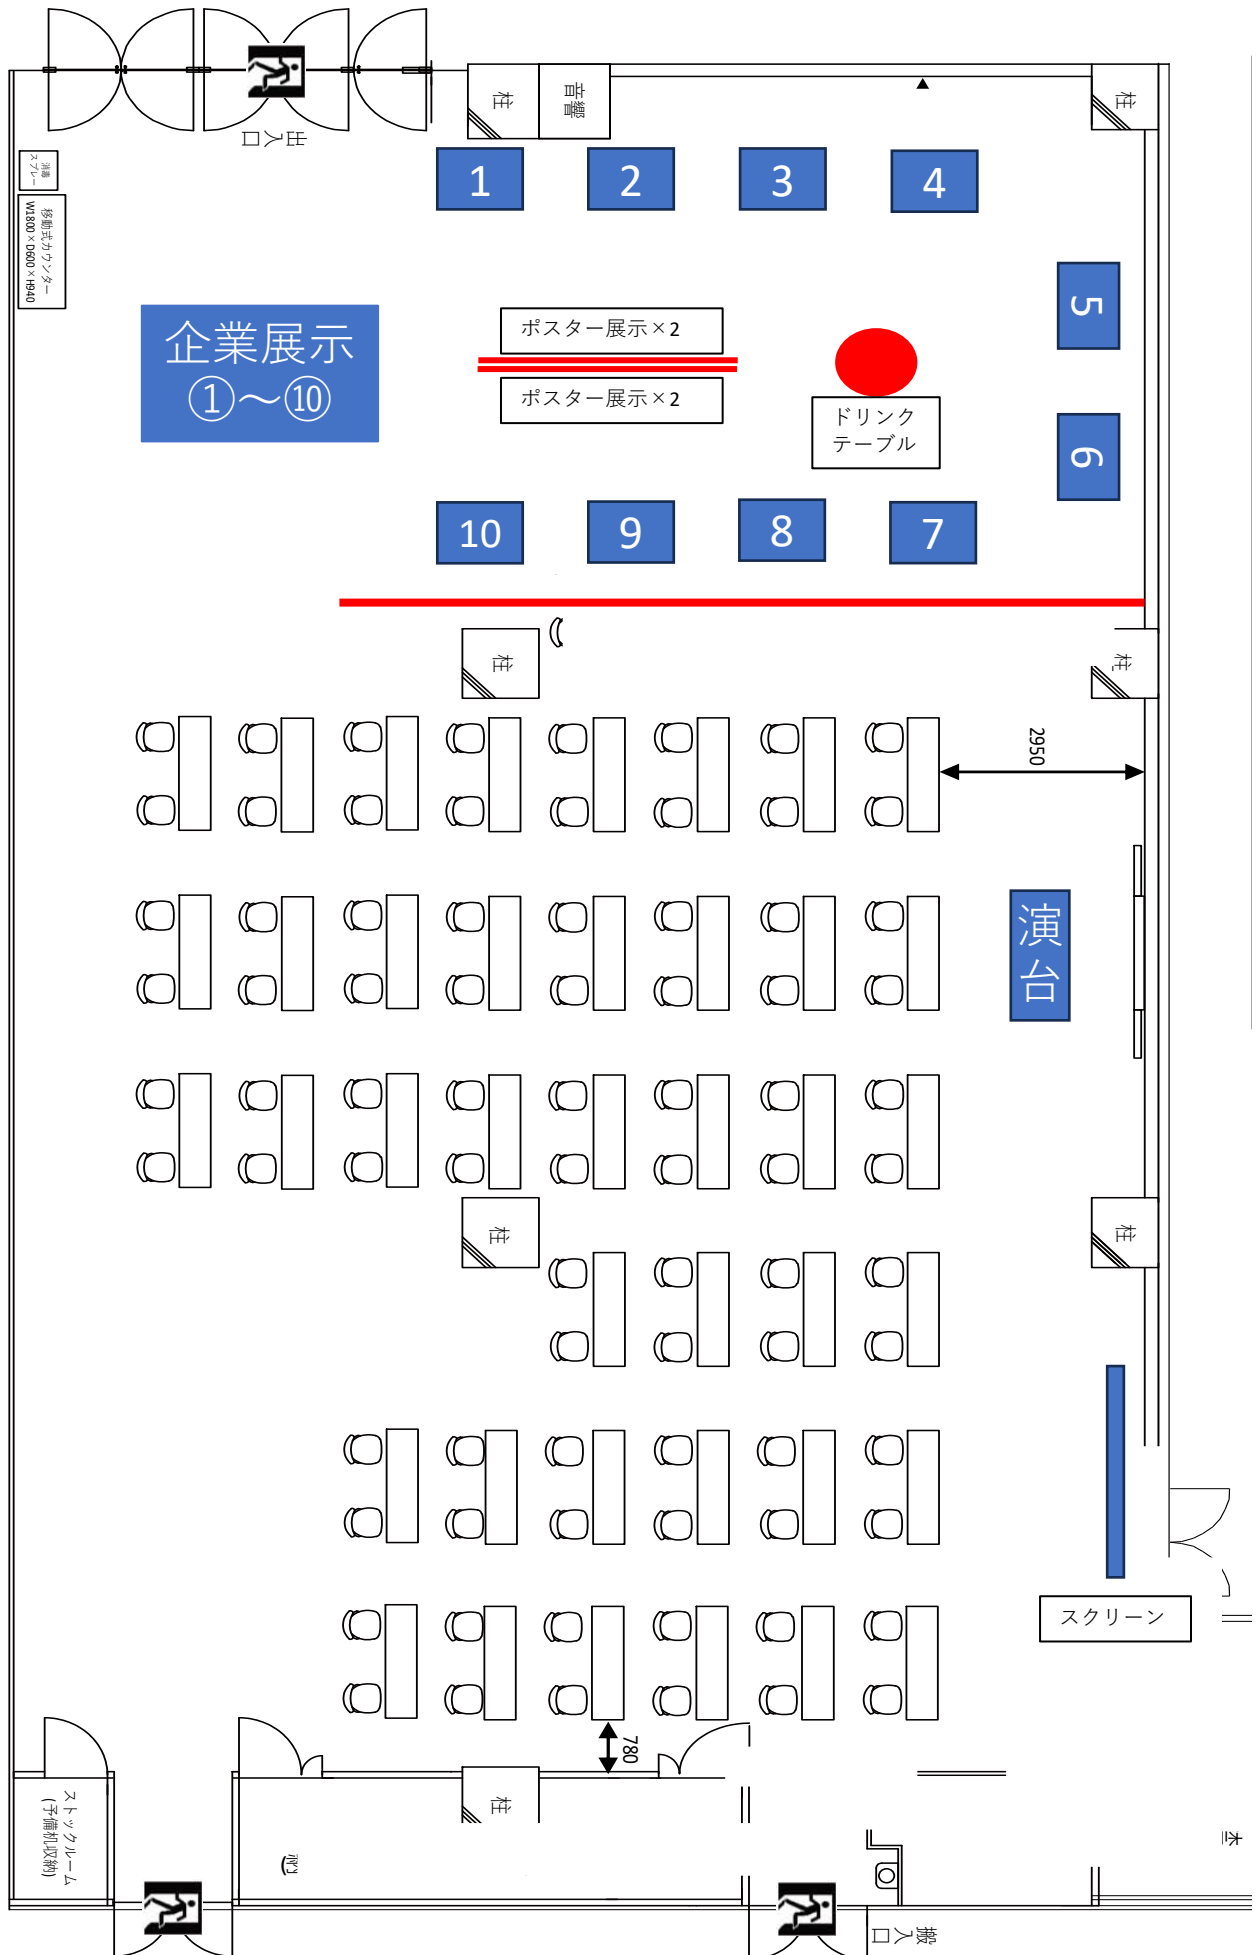 出入口
柱
音響
柱
消毒
スプレー
移動式カウンター
W1800×D600×H940
1
2
3
4
5
6
企業展示
①～⑩
ポスター展示×2
ポスター展示×2
ドリンク
テーブル
10
9
8
7
柱
柱
2950
演
台
柱
柱
スクリーン
780
柱
ストックルーム
(予備机収納)
搬入口